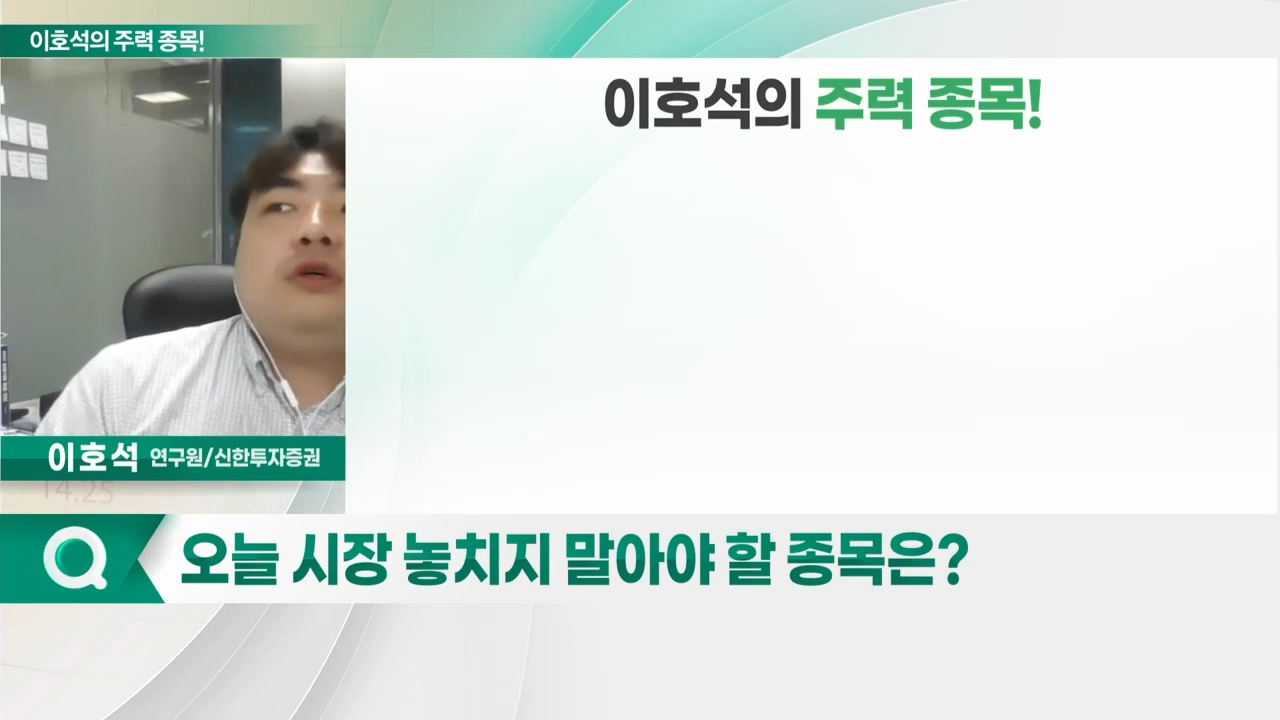 이호석의 주력 종목!
이호석의 주력 종목!
이호석 연구원/신한투자증권
14.25
오늘 시장 놓치지 말아야 할 종목은?